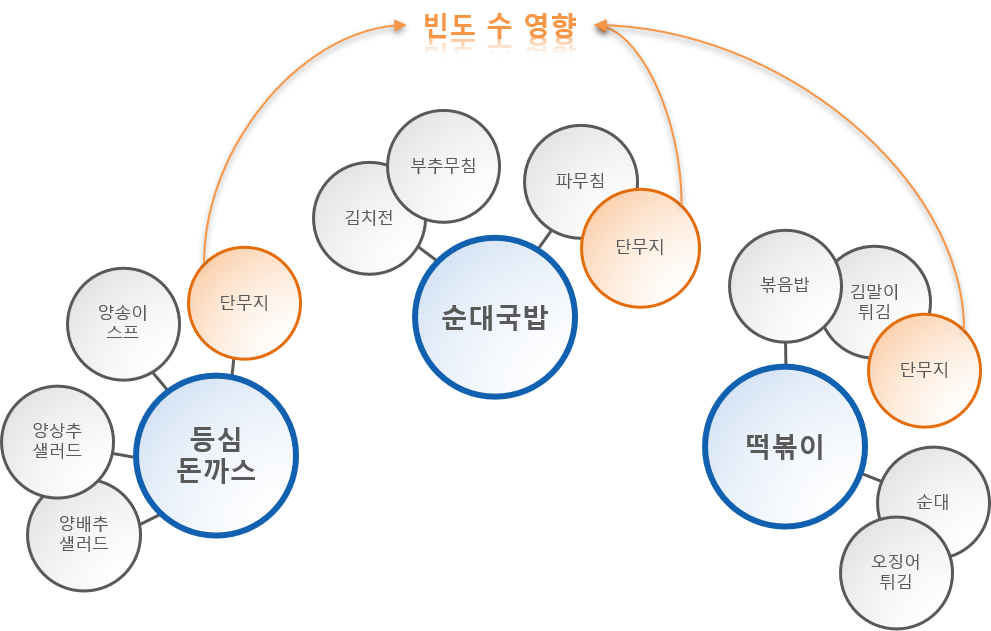 빈도 수 영향
부추무침
김치전
파무침
단무지
순대국밥
양송이
스프
단무지
양상추
샐러드
양배추
샐러드
등심
돈까스
볶음밥
김말이
튀김
단무지
떡볶이
순대
오징어
튀김